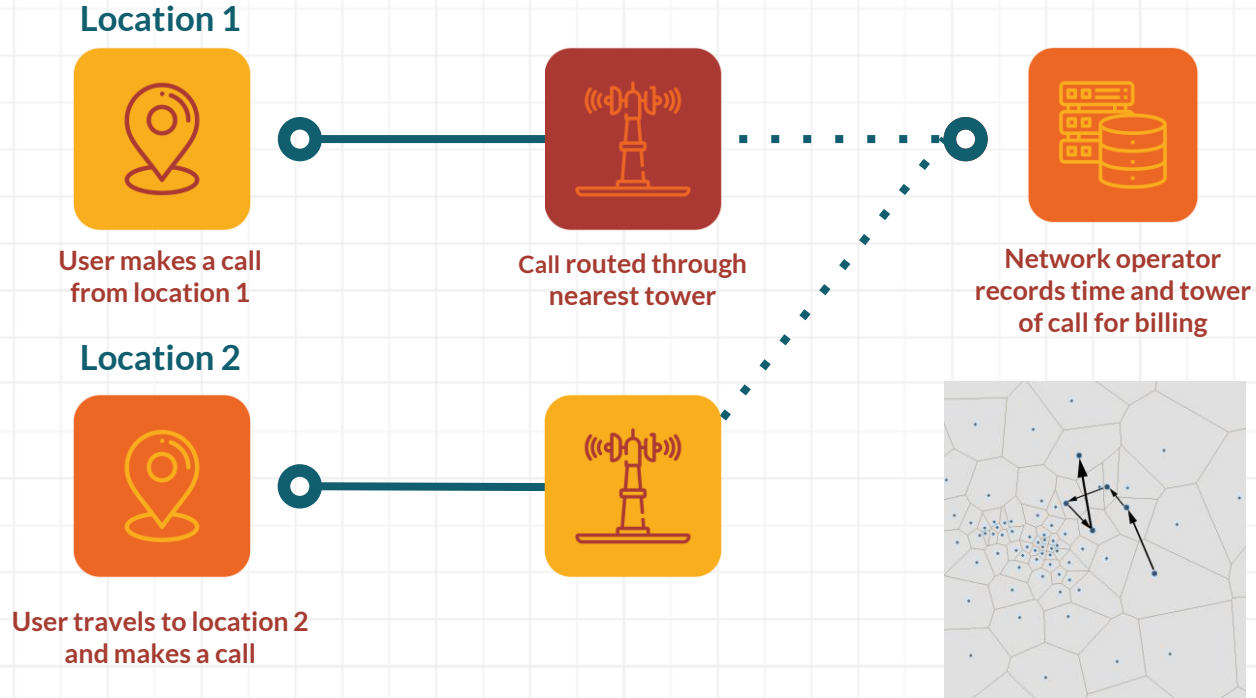 Location 1
User makes a call
from location 1
Call routed through
nearest tower
Network operator
records time and tower
of call for billing
Location 2
User travels to location 2
and makes a call